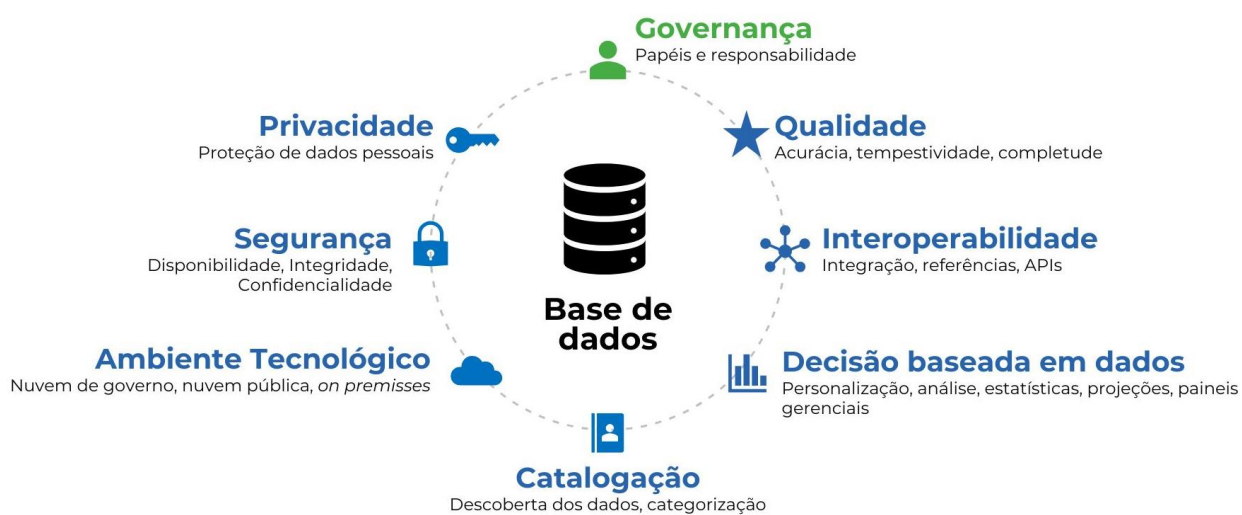 Governança
Papéis e responsabilidade
Privacidade
Proteção de dados pessoais
Qualidade
Acurácia, tempestividade, completude
Segurança
Disponibilidade, Integridade,
Confidencialidade
Interoperabilidade
Integração, referências, APIs
Base de
dados
Ambiente Tecnológico
Nuvem de governo, nuvem pública, on premisses
Decisão baseada em dados
Personalização, análise, estatísticas, projeções, paineis
gerenciais
Catalogação
Descoberta dos dados, categorização